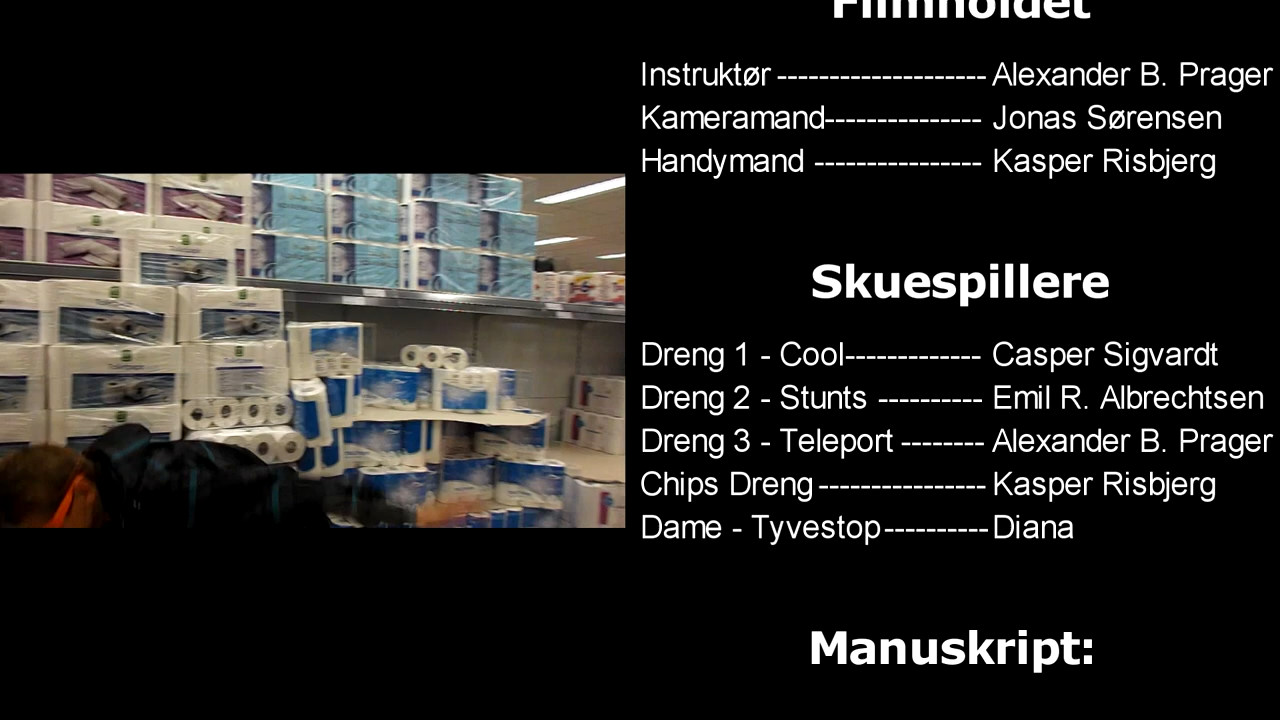 Filmholdet
Instruktør -------------------- Alexander B. Prager
Kameramand--------------- Jonas Sørensen
Handymand ---------------- Kasper Risbjerg
Skuespillere
Dreng 1 - Cool------------- Casper Sigvardt
Dreng 2 - Stunts ---------- Emil R. Albrechtsen
Dreng 3 - Teleport -------- Alexander B. Prager
Chips Dreng ---------------- Kasper Risbjerg
Dame - Tyvestop---------- Diana
Manuskript: